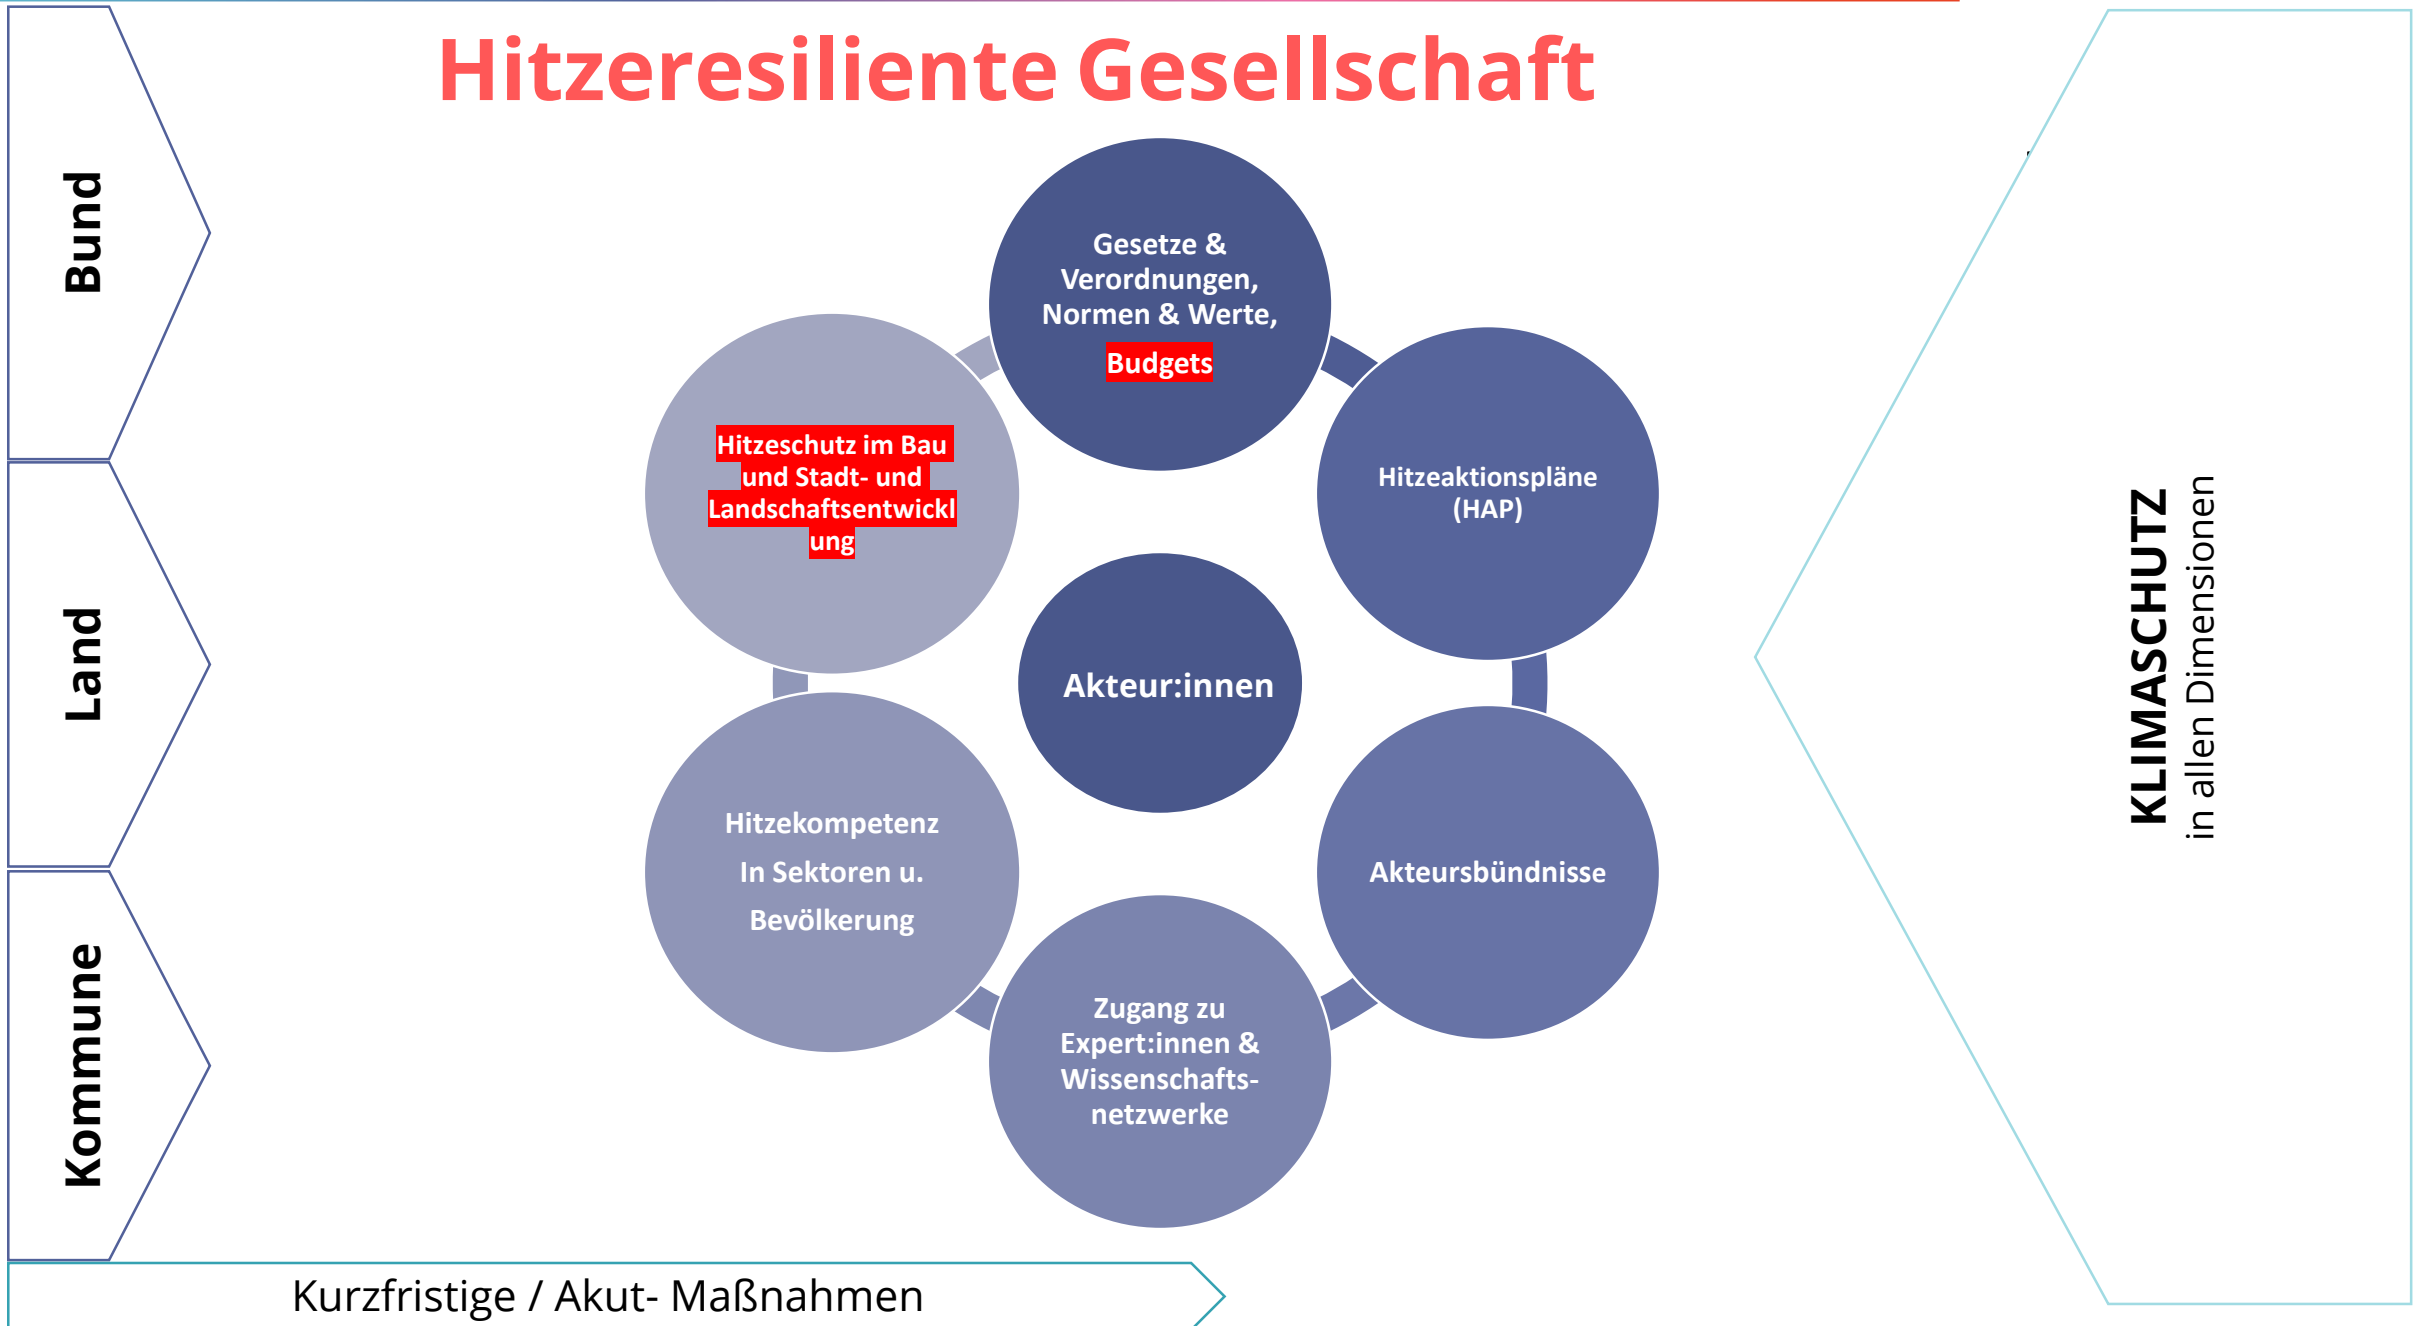 Hitzeresiliente Gesellschaft
Bund
Land
Kommune
Gesetze &
Verordnungen,
Normen & Werte,
Budgets
Hitzeaktionspläne
(HAP)
Akteursbündnisse
Zugang zu
Expert:innen &
Wissenschafts-
netzwerke
Hitzekompetenz
In Sektoren u.
Bevölkerung
Hitzeschutz im Bau
und Stadt- und
Landschaftsentwickl
ung
Akteur:innen
KLIMASCHUTZ
in allen Dimensionen
Kurzfristige / Akut- Maßnahmen